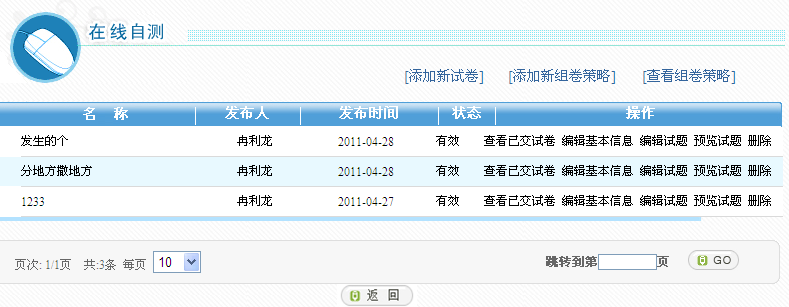 在线自测
[添加新试卷] [添加新组卷策略] [查看组卷策略]
名 称 发布人 发布时间 状态 操作
发生的个 冉利龙 2011-04-28 有效 查看已交试卷 编辑基本信息 编辑试题 预览试题 删除
分地方撒地方 冉利龙 2011-04-28 有效 查看已交试卷 编辑基本信息 编辑试题 预览试题 删除
1233 冉利龙 2011-04-27 有效 查看已交试卷 编辑基本信息 编辑试题 预览试题 删除
页次: 1/1页 共:3条 每页 10 跳转到第 页 GO
返 回